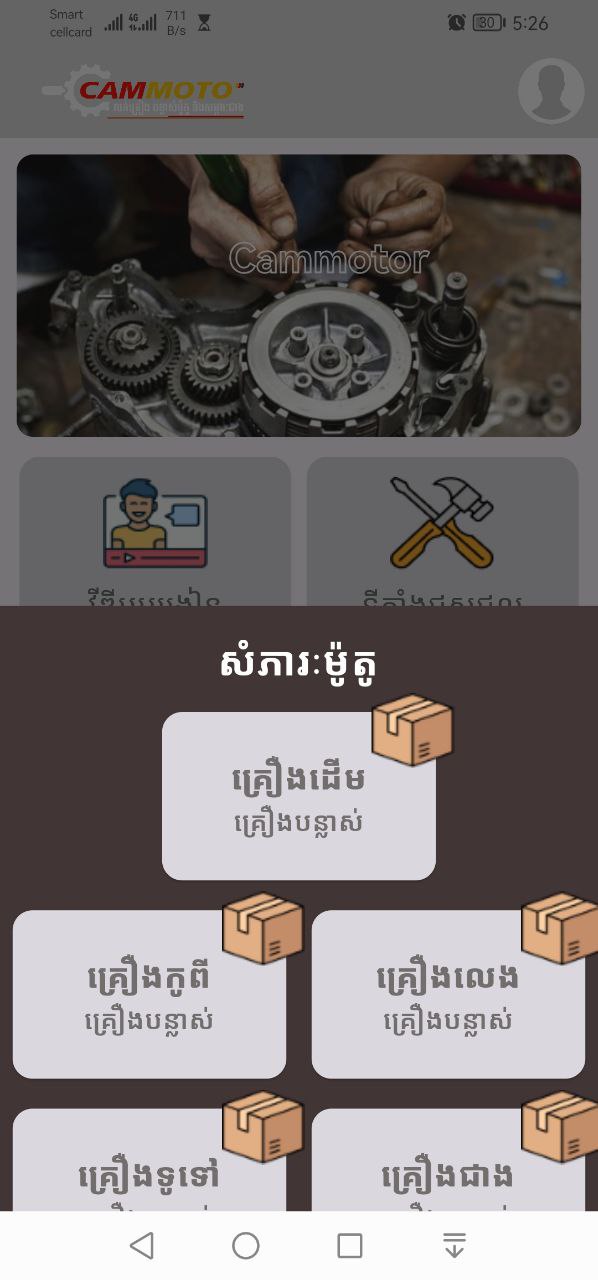 Smart
cellcard
4G
711
B/s
80
5:26
CAMMOTO
Cammotor
សំភារៈម៉ូតូ
គ្រឿងដើម
គ្រឿងបន្លាស់
គ្រឿងកូពី
គ្រឿងលេង
គ្រឿងបន្លាស់
គ្រឿងបន្លាស់
គ្រឿងទូទៅ
គ្រឿងជាង